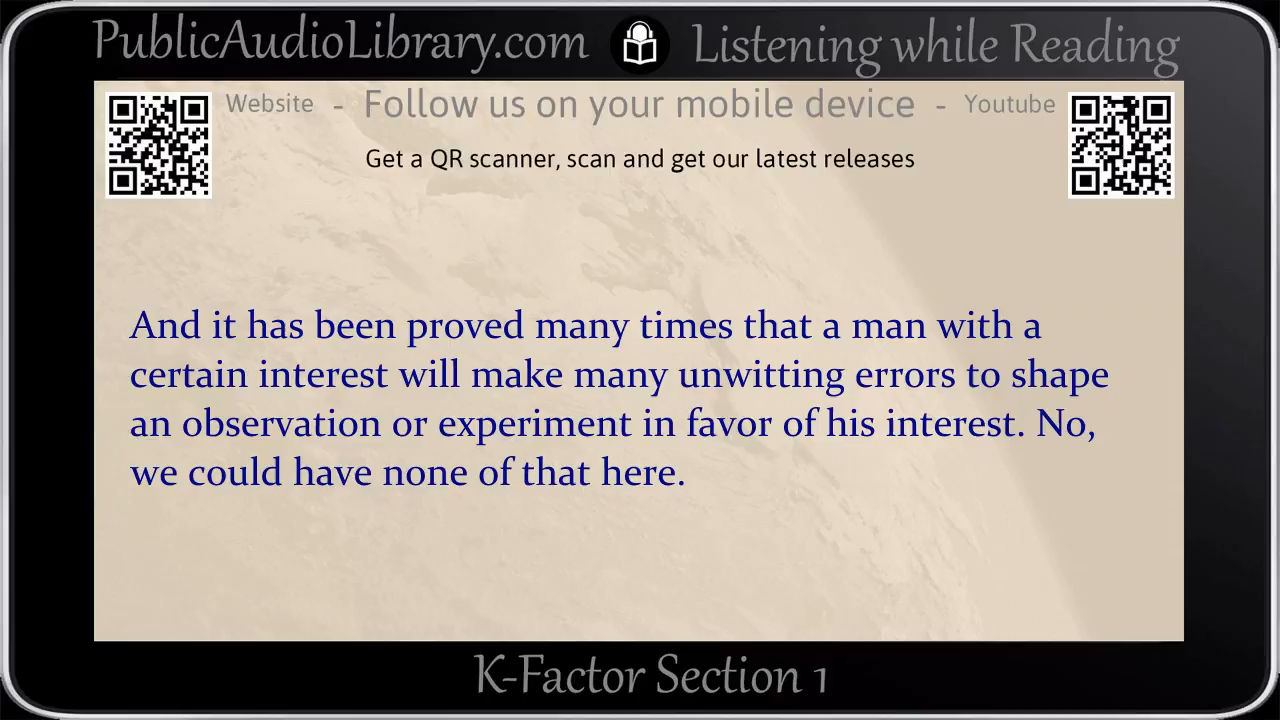 PublicAudioLibrary.com Listening while Reading
Website - Follow us on your mobile device - Youtube
Get a QR scanner, scan and get our latest releases
And it has been proved many times that a man with a
certain interest will make many unwitting errors to shape
an observation or experiment in favor of his interest. No,
we could have none of that here.
K-Factor Section 1